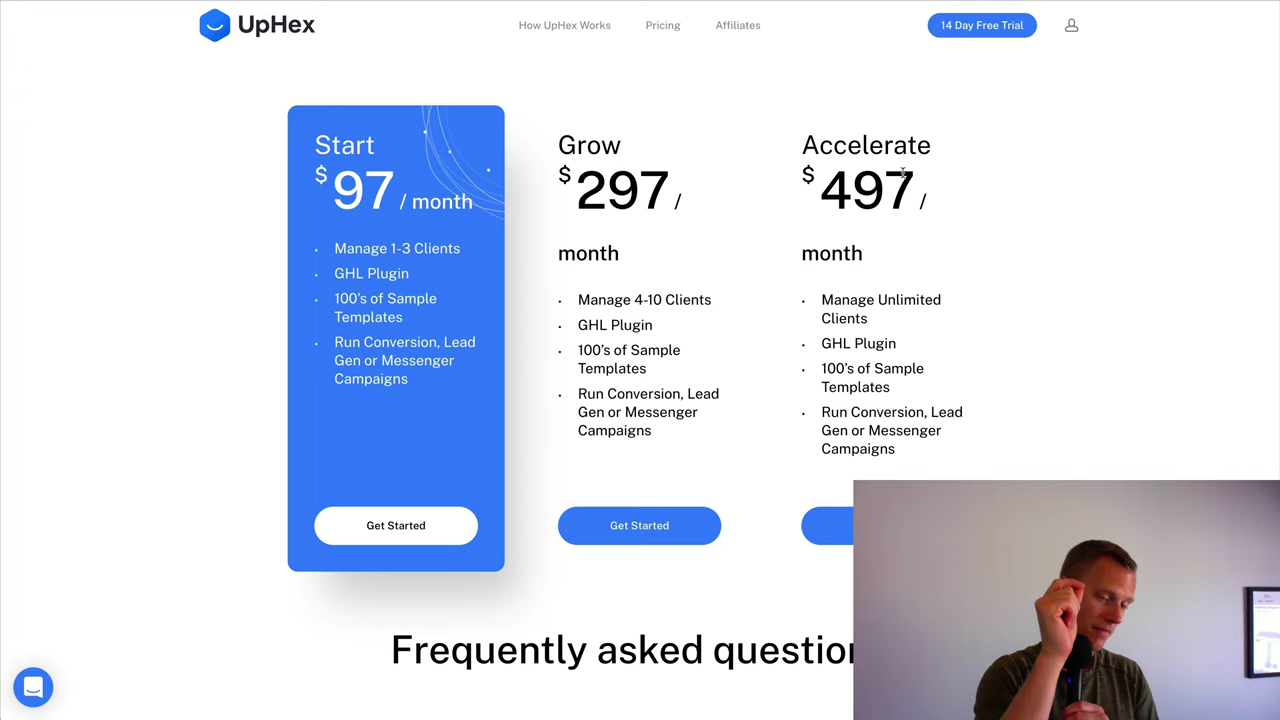 UpHex
How UpHex Works
Pricing
Affiliates
14 Day Free Trial
Start
$97 / month
• Manage 1-3 Clients
• GHL Plugin
• 100's of Sample
Templates
• Run Conversion, Lead
Gen or Messenger
Campaigns
Get Started
Grow
$297 /
month
• Manage 4-10 Clients
• GHL Plugin
• 100's of Sample
Templates
• Run Conversion, Lead
Gen or Messenger
Campaigns
Get Started
Accelerate
$497 /
month
• Manage Unlimited
Clients
• GHL Plugin
• 100's of Sample
Templates
• Run Conversion, Lead
Gen or Messenger
Campaigns
Frequently asked